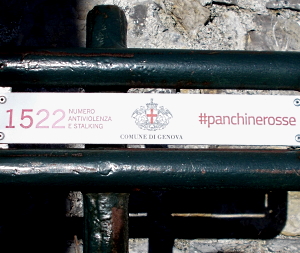 1522
NUMERO
ANTIVIOLENZA
E STALKING
COMUNE DI GENOVA
#panchinerosse